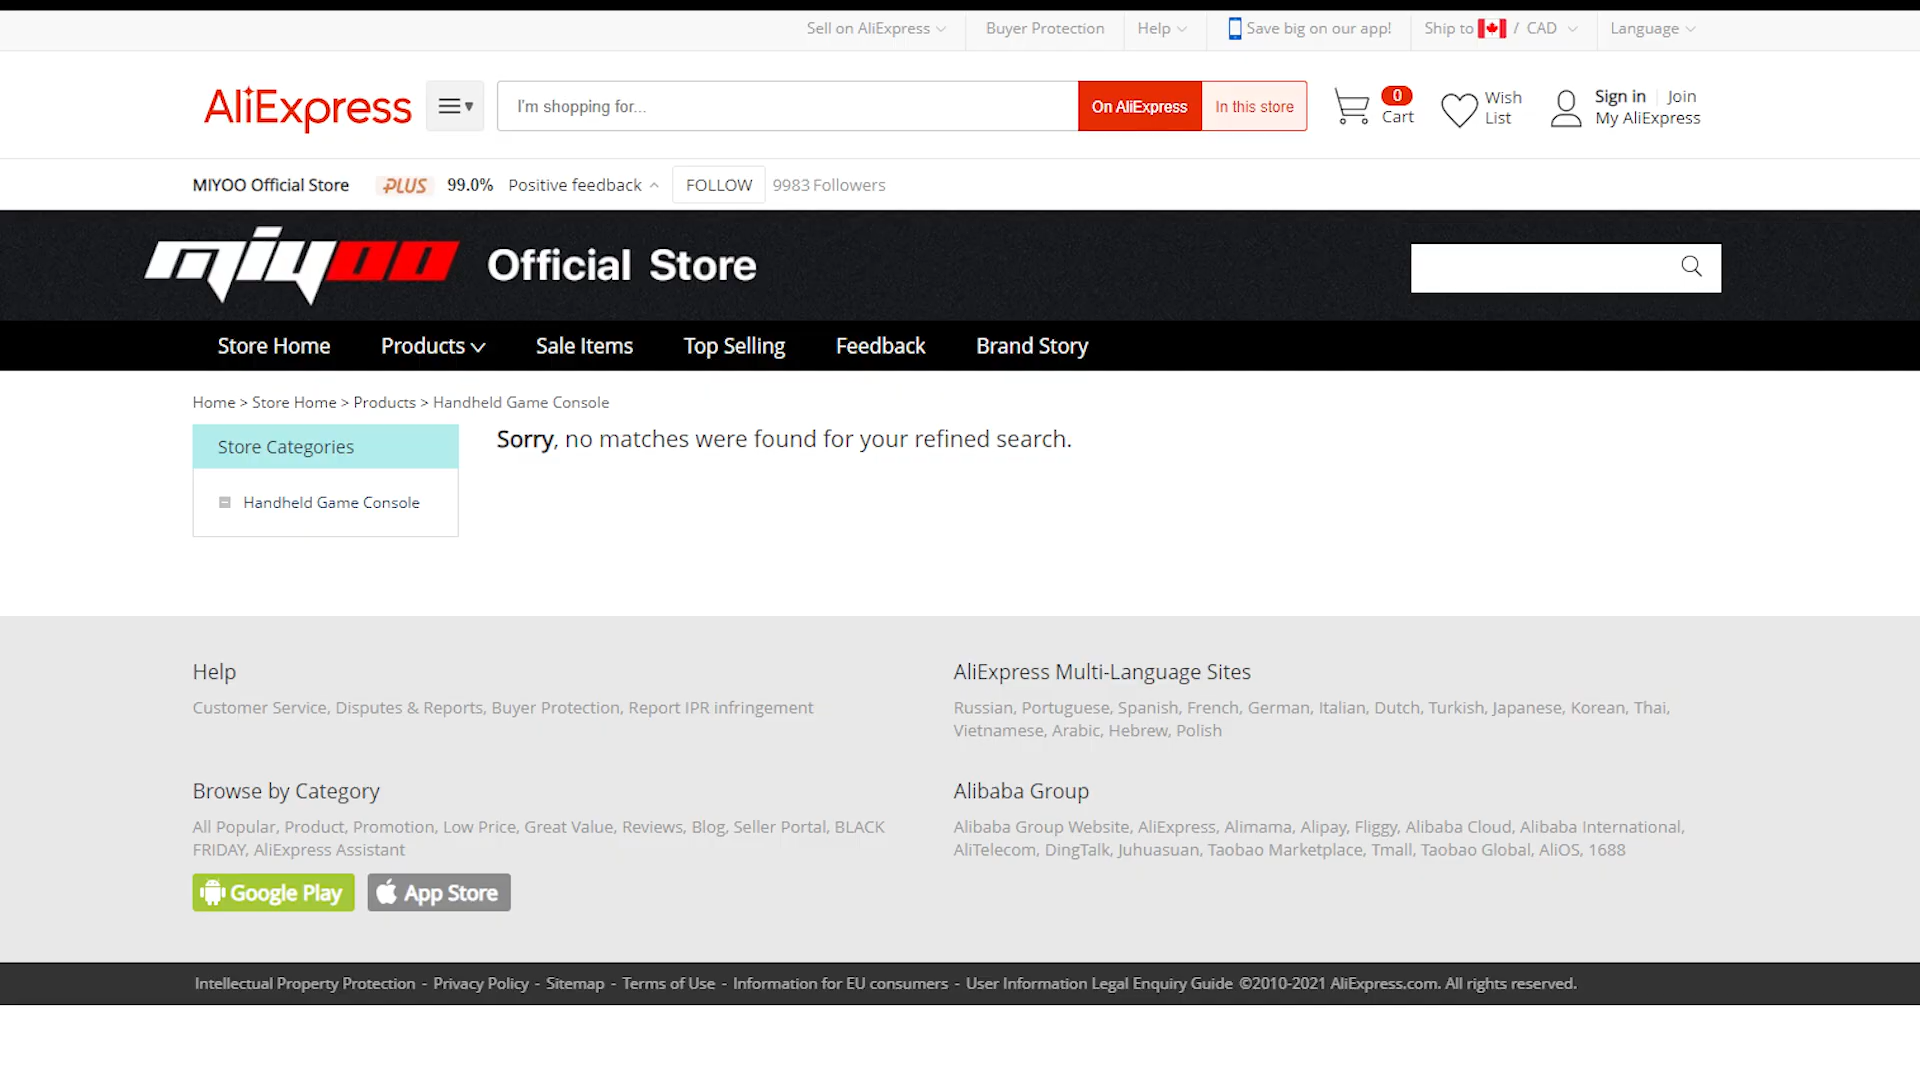 Sell on AliExpress
Buyer Protection
Help
Save big on our app!
Ship to / CAD
Language
AliExpress
I'm shopping for...
On AliExpress
In this store
0
Cart
Wish
List
Sign in
Join
My AliExpress
MIYOO Official Store
PLUS
99.0% Positive feedback
FOLLOW
9983 Followers
miyoo Official Store
Store Home
Products
Sale Items
Top Selling
Feedback
Brand Story
Home > Store Home > Products > Handheld Game Console
Store Categories
Handheld Game Console
Sorry, no matches were found for your refined search.
Help
Customer Service, Disputes & Reports, Buyer Protection, Report IPR infringement
AliExpress Multi-Language Sites
Russian, Portuguese, Spanish, French, German, Italian, Dutch, Turkish, Japanese, Korean, Thai,
Vietnamese, Arabic, Hebrew, Polish
Browse by Category
All Popular, Product, Promotion, Low Price, Great Value, Reviews, Blog, Seller Portal, BLACK
FRIDAY, AliExpress Assistant
Google Play
App Store
Alibaba Group
Alibaba Group Website, AliExpress, Alimama, Alipay, Fliggy, Alibaba Cloud, Alibaba International,
AliTelecom, DingTalk, Juhuasuan, Taobao Marketplace, Tmall, Taobao Global, AliOS, 1688
Intellectual Property Protection - Privacy Policy - Sitemap - Terms of Use - Information for EU consumers - User Information Legal Enquiry Guide ©2010-2021 AliExpress.com. All rights reserved.